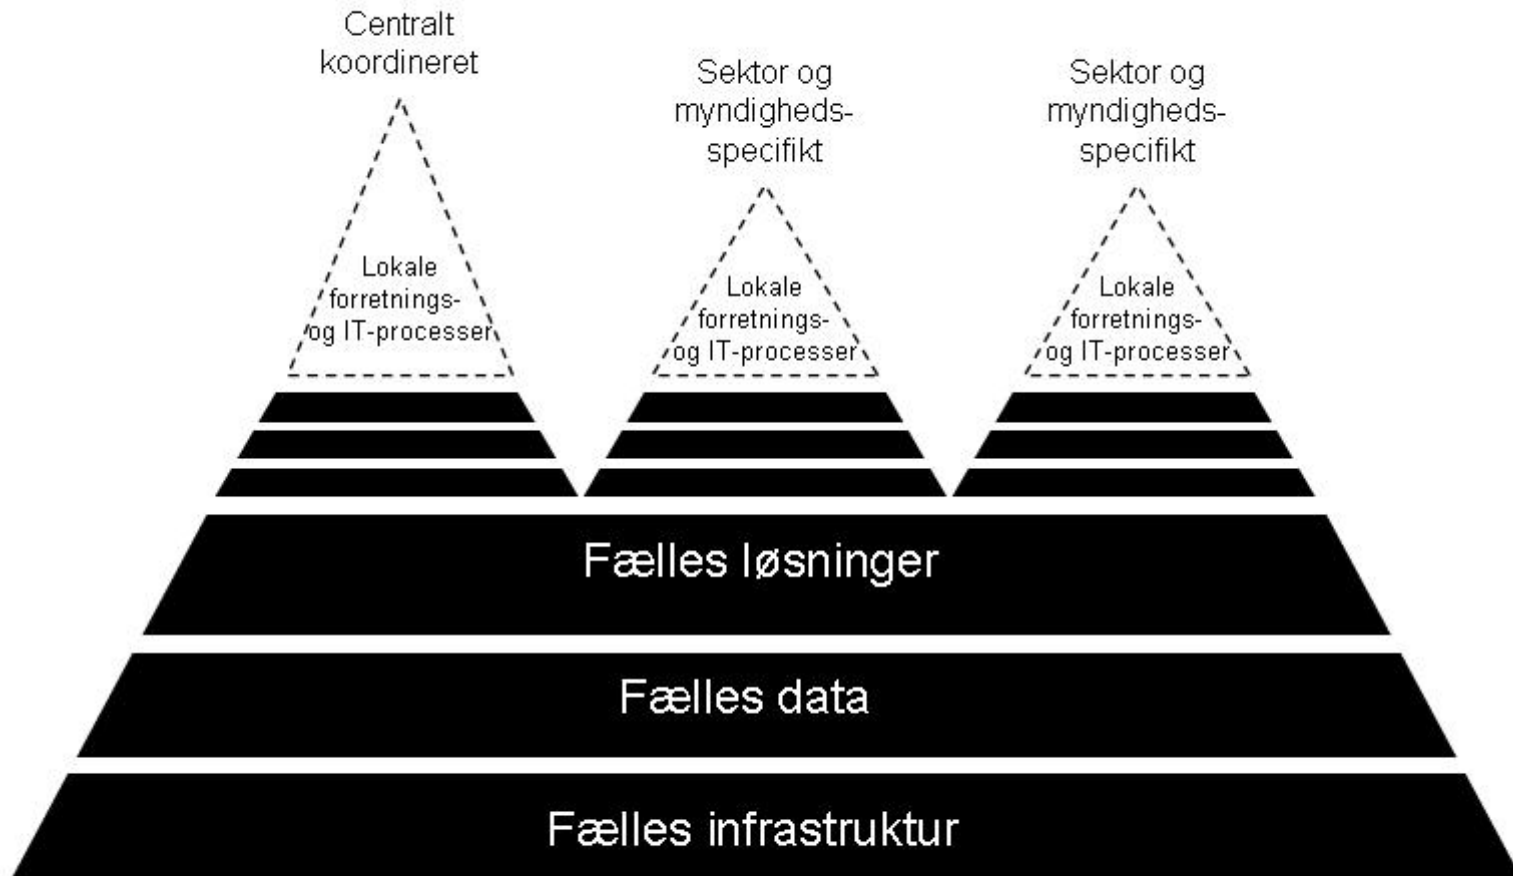 Centralt
koordineret
Sektor og
myndigheds-
specifikt
Sektor og
myndigheds-
specifikt
Lokale
forretnings-
og IT-processer
Lokale
forretnings-
og IT-processer
Lokale
forretnings-
og IT-processer
Fælles løsninger
Fælles data
Fælles infrastruktur